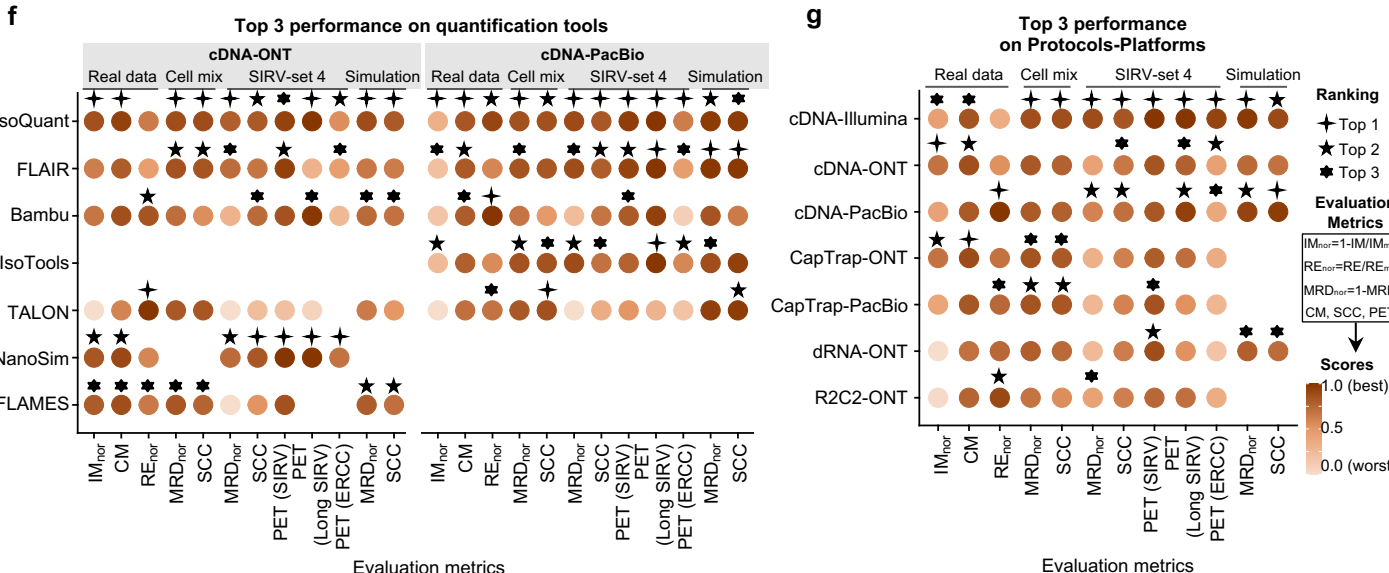 f
Top 3 performance on quantification tools
cDNA-ONT
cDNA-PacBio
Real data
Cell mix
SIRV-set 4
Simulation
Real data
Cell mix
SIRV-set 4
Simulation
soQuant
FLAIR
Bambu
IsoTools
TALON
NanoSim
FLAMES
IMnor
CM
REnor
MRDnor
SCC
MRDnor
SCC
PET (SIRV)
PET
(Long SIRV)
PET (ERCC)
MRDnor
SCC
IMnor
CM
REnor
MRDnor
SCC
MRDnor
SCC
PET (SIRV)
PET
(Long SIRV)
PET (ERCC)
MRDnor
SCC
Evaluation metrics
g
Top 3 performance
on Protocols-Platforms
Real data
Cell mix
SIRV-set 4
Simulation
cDNA-Illumina
cDNA-ONT
cDNA-PacBio
CapTrap-ONT
CapTrap-PacBio
dRNA-ONT
R2C2-ONT
IMnor
CM
REnor
MRDnor
SCC
MRDnor
SCC
PET (SIRV)
PET
(Long SIRV)
PET (ERCC)
MRDnor
SCC
Evaluation metrics
Ranking
Top 1
Top 2
Top 3
Evaluation
Metrics
IMnor=1-IM/IMm
REnor=RE/REm
MRDnor=1-MRD
CM, SCC, PET
Scores
1.0 (best)
0.5
0.0 (worst